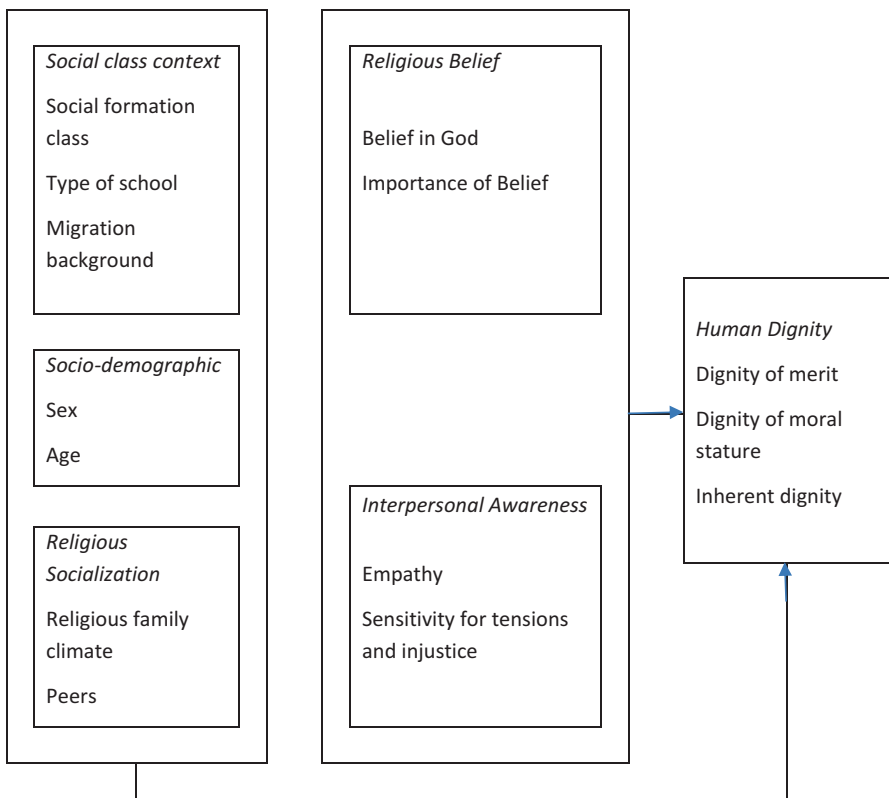 Social class context
Social formation
class
Type of school
Migration
background
Socio-demographic
Sex
Age
Religious
Socialization
Religious family
climate
Peers
Religious Belief
Belief in God
Importance of Belief
Interpersonal Awareness
Empathy
Sensitivity for tensions
and injustice
Human Dignity
Dignity of merit
Dignity of moral
stature
Inherent dignity